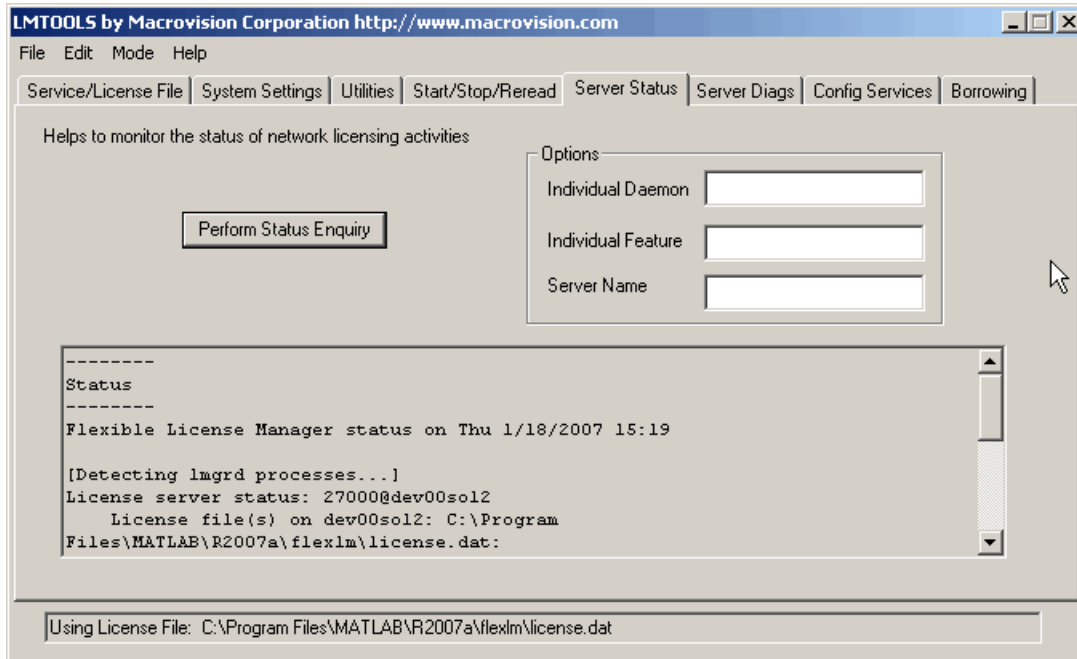 LMTOOLS by Macrovision Corporation http://www.macrovision.com
File Edit Mode Help
Service/License File System Settings Utilities Start/Stop/Reread Server Status Server Diags Config Services Borrowing
Helps to monitor the status of network licensing activities
Options
Individual Daemon
Perform Status Enquiry
Individual Feature
Server Name
--------
Status
--------
Flexible License Manager status on Thu 1/18/2007 15:19
[Detecting lmgrd processes...]
License server status: 27000@dev00sol2
License file(s) on dev00sol2: C:\Program
Files\MATLAB\R2007a\flexlm\license.dat:
Using License File: C:\Program Files\MATLAB\R2007a\flexlm\license.dat